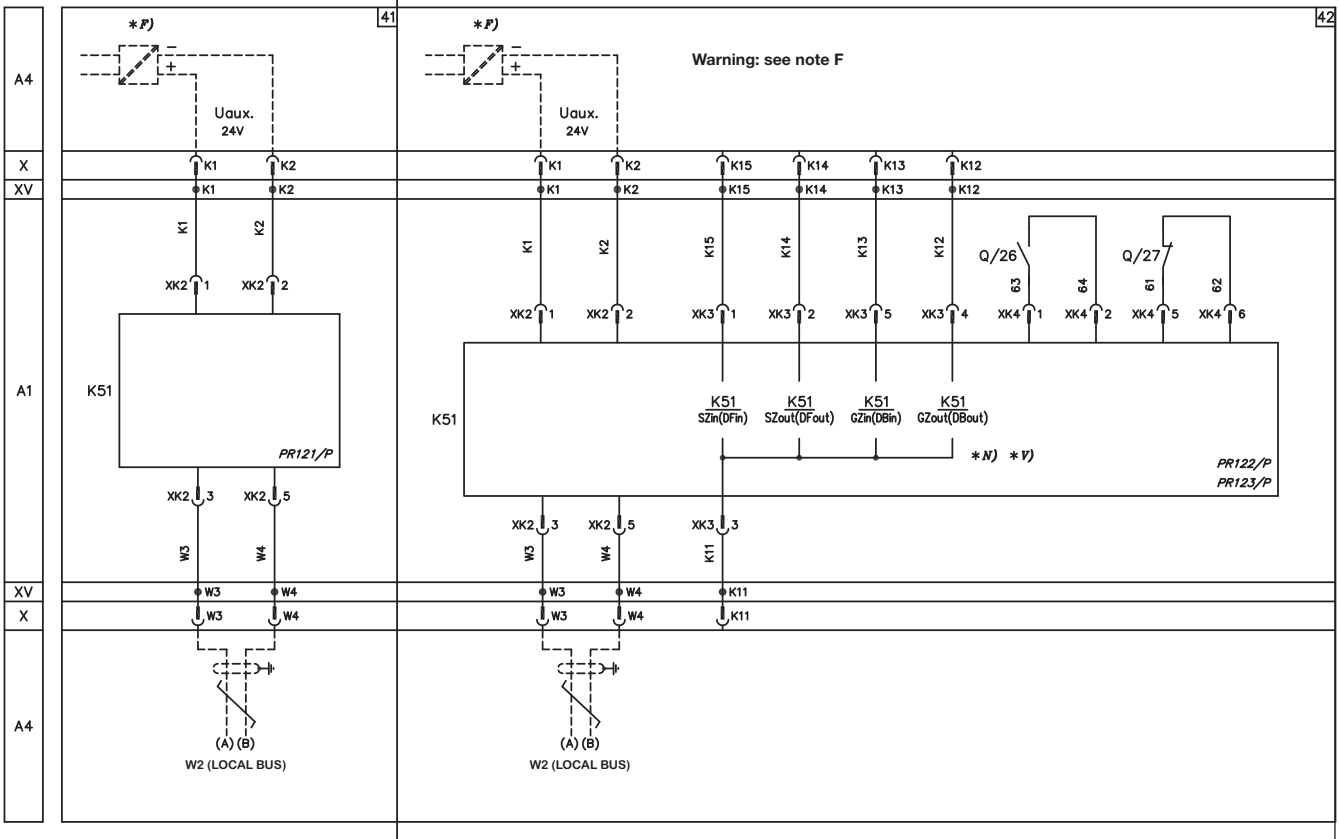 41
42
*F)
*F)
Warning: see note F
A4
− −
+ +
Uaux.
24V
Uaux.
24V
X K1 K2 K1 K2 K15 K14 K13 K12
XV K1 K2 K1 K2 K15 K14 K13 K12
K1 K2 K1 K2 K15 K14 K13 K12
Q/26 Q/27
63 64 61 62
XK2 1 XK2 2
XK2 1 XK2 2 XK3 1 XK3 2 XK3 5 XK3 4 XK4 1 XK4 2 XK4 5 XK4 6
A1 K51
K51
K51 K51 K51 K51
SZin(DFin) SZout(DFout) GZin(DBin) GZout(DBout)
*N) *V)
PR121/P
PR122/P
PR123/P
XK2 3 XK2 5
XK2 3 XK2 5 XK3 3
W3 W4 W3 W4 K11
XV W3 W4 W3 W4 K11
X W3 W4 W3 W4 K11
A4
(A) (B) (A) (B)
W2 (LOCAL BUS) W2 (LOCAL BUS)